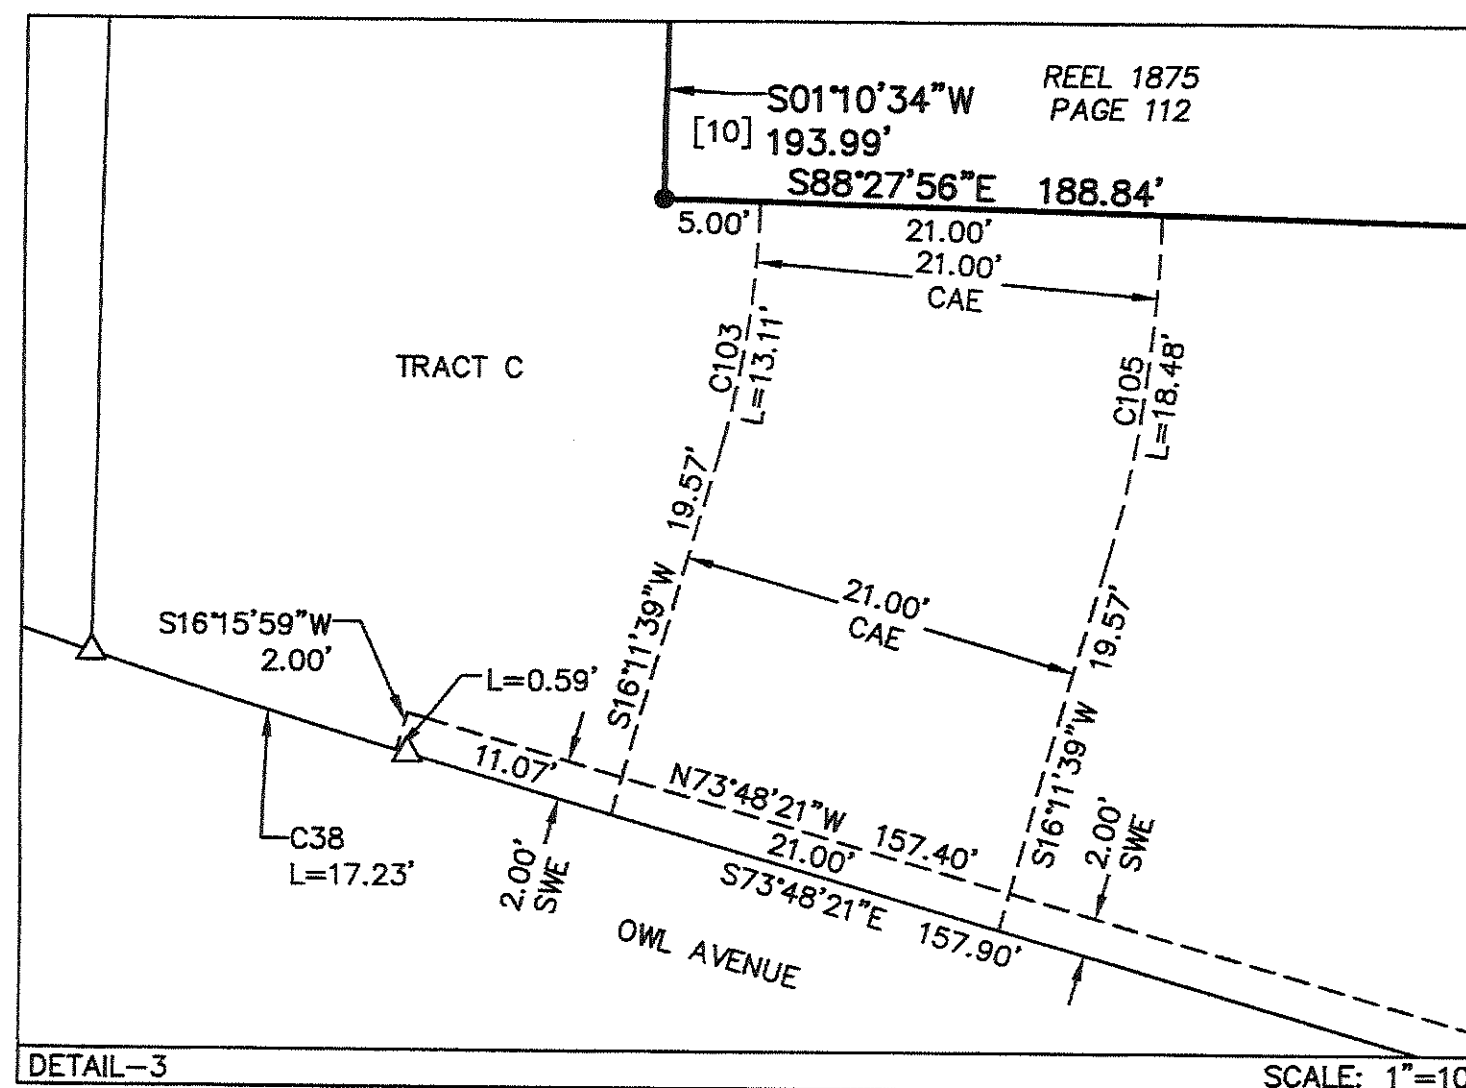 REEL 1875
PAGE 112
S01°10'34"W
[10] 193.99'
S88°27'56"E 188.84'
5.00'
21.00'
21.00'
CAE
C103
L=13.11'
C105
L=18.48'
TRACT C
S16°11'39"W 19.57'
21.00'
CAE
S16°11'39"W 19.57'
S16°15'59"W
2.00'
L=0.59'
11.07'
N73°48'21"W 157.40'
21.00'
S73°48'21"E 157.90'
2.00'
SWE
2.00'
SWE
C38
L=17.23'
OWL AVENUE
DETAIL-3
SCALE: 1"=10